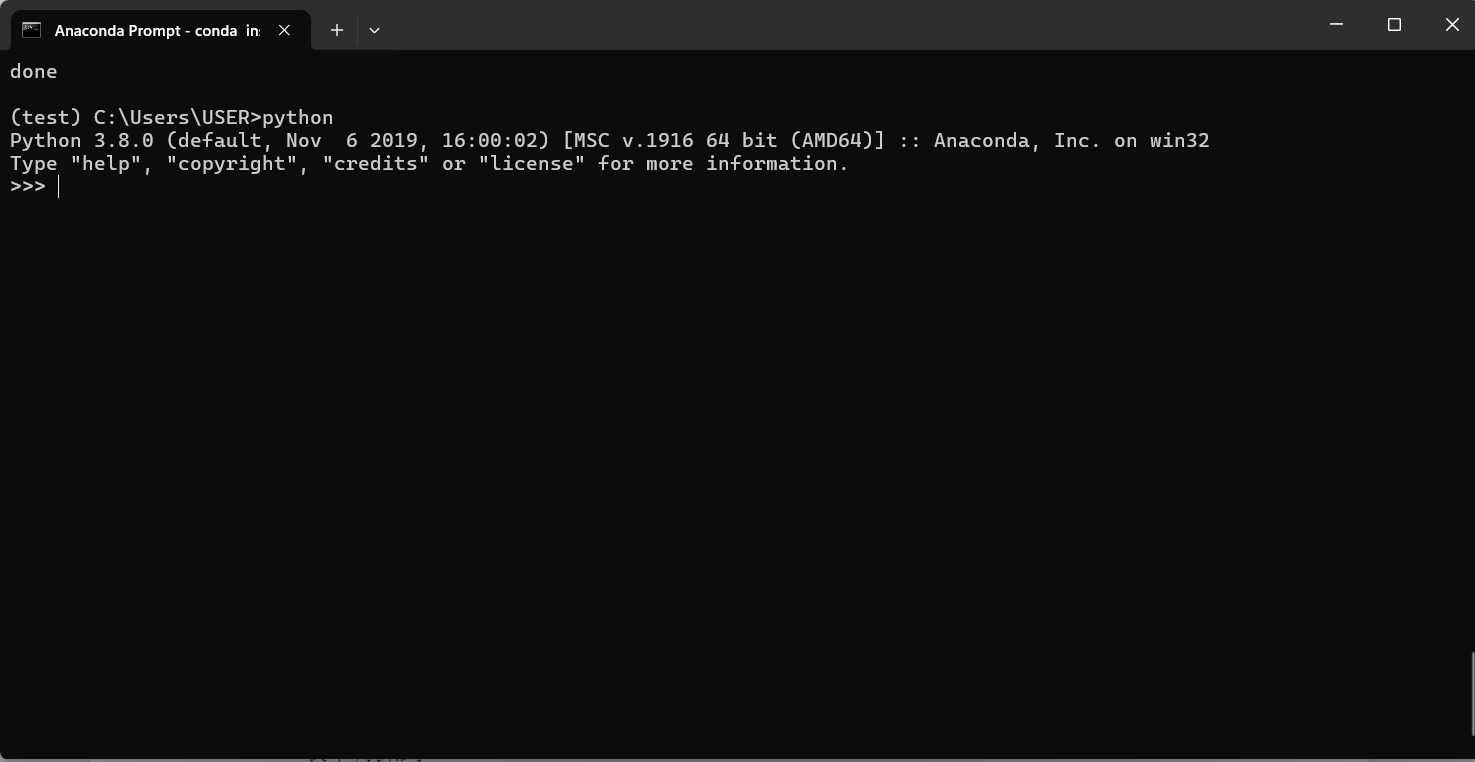 Anaconda Prompt - conda in
done
(test) C:\Users\USER>python
Python 3.8.0 (default, Nov  6 2019, 16:00:02) [MSC v.1916 64 bit (AMD64)] :: Anaconda, Inc. on win32
Type "help", "copyright", "credits" or "license" for more information.
>>>